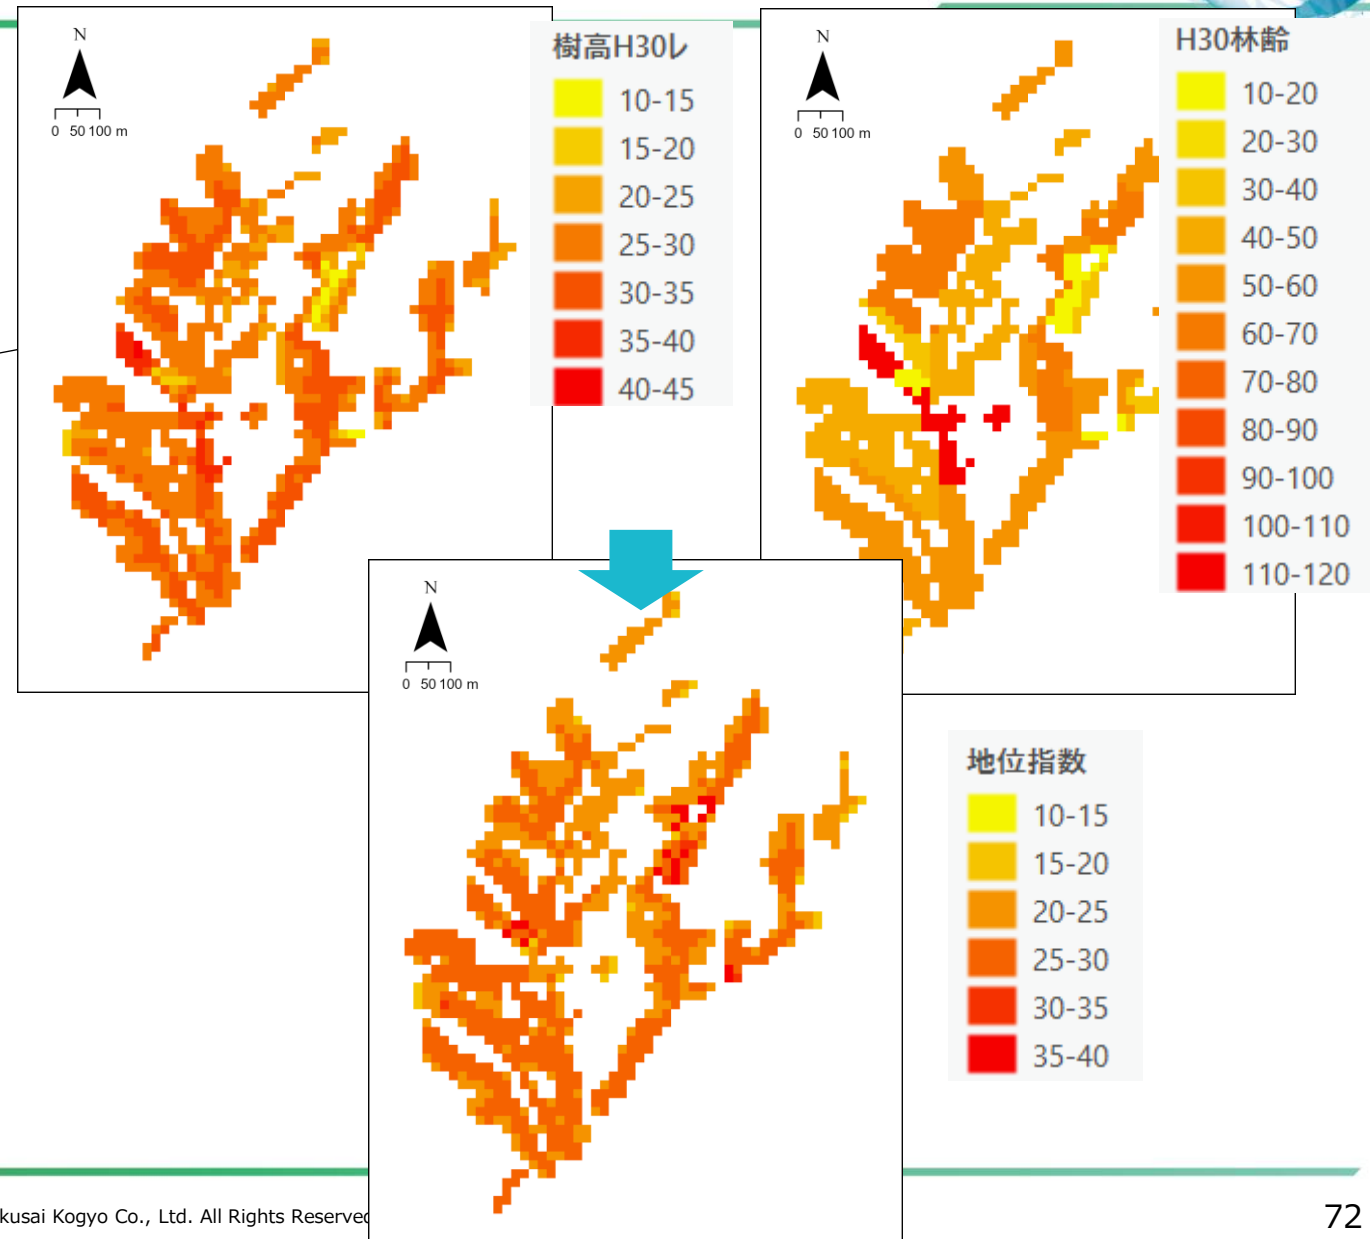 N
0 50 100 m
樹高H30レ
10-15
15-20
20-25
25-30
30-35
35-40
40-45
N
0 50 100 m
H30林齢
10-20
20-30
30-40
40-50
50-60
60-70
70-80
80-90
90-100
100-110
110-120
N
0 50 100 m
地位指数
10-15
15-20
20-25
25-30
30-35
35-40
kusai Kogyo Co., Ltd. All Rights Reserved
72